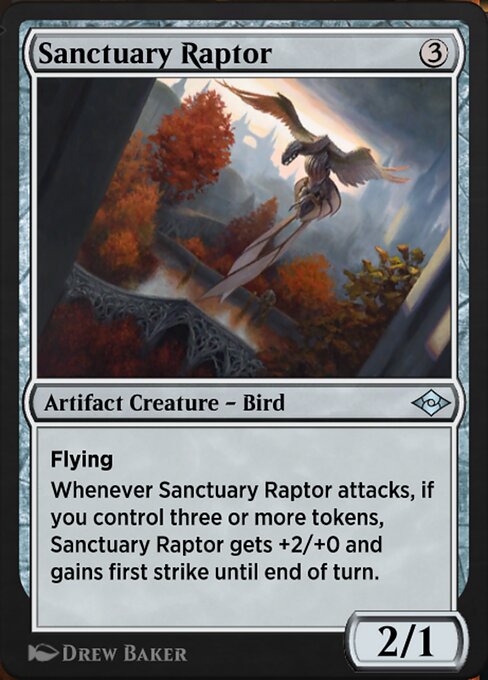 Sanctuary Raptor 3
Artifact Creature – Bird
Flying
Whenever Sanctuary Raptor attacks, if
you control three or more tokens,
Sanctuary Raptor gets +2/+0 and
gains first strike until end of turn.
2/1
Drew Baker